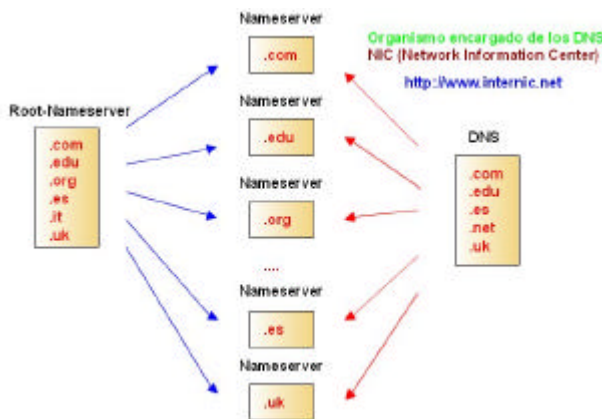 Nameserver
.com
Organismo encargado de los DNS
NIC (Network Information Center)
http://www.internic.net
Root-Nameserver
.com
.edu
.org
.es
.it
.uk
Nameserver
.edu
Nameserver
.org
....
Nameserver
.es
Nameserver
.uk
DNS
.com
.edu
.es
.net
.uk